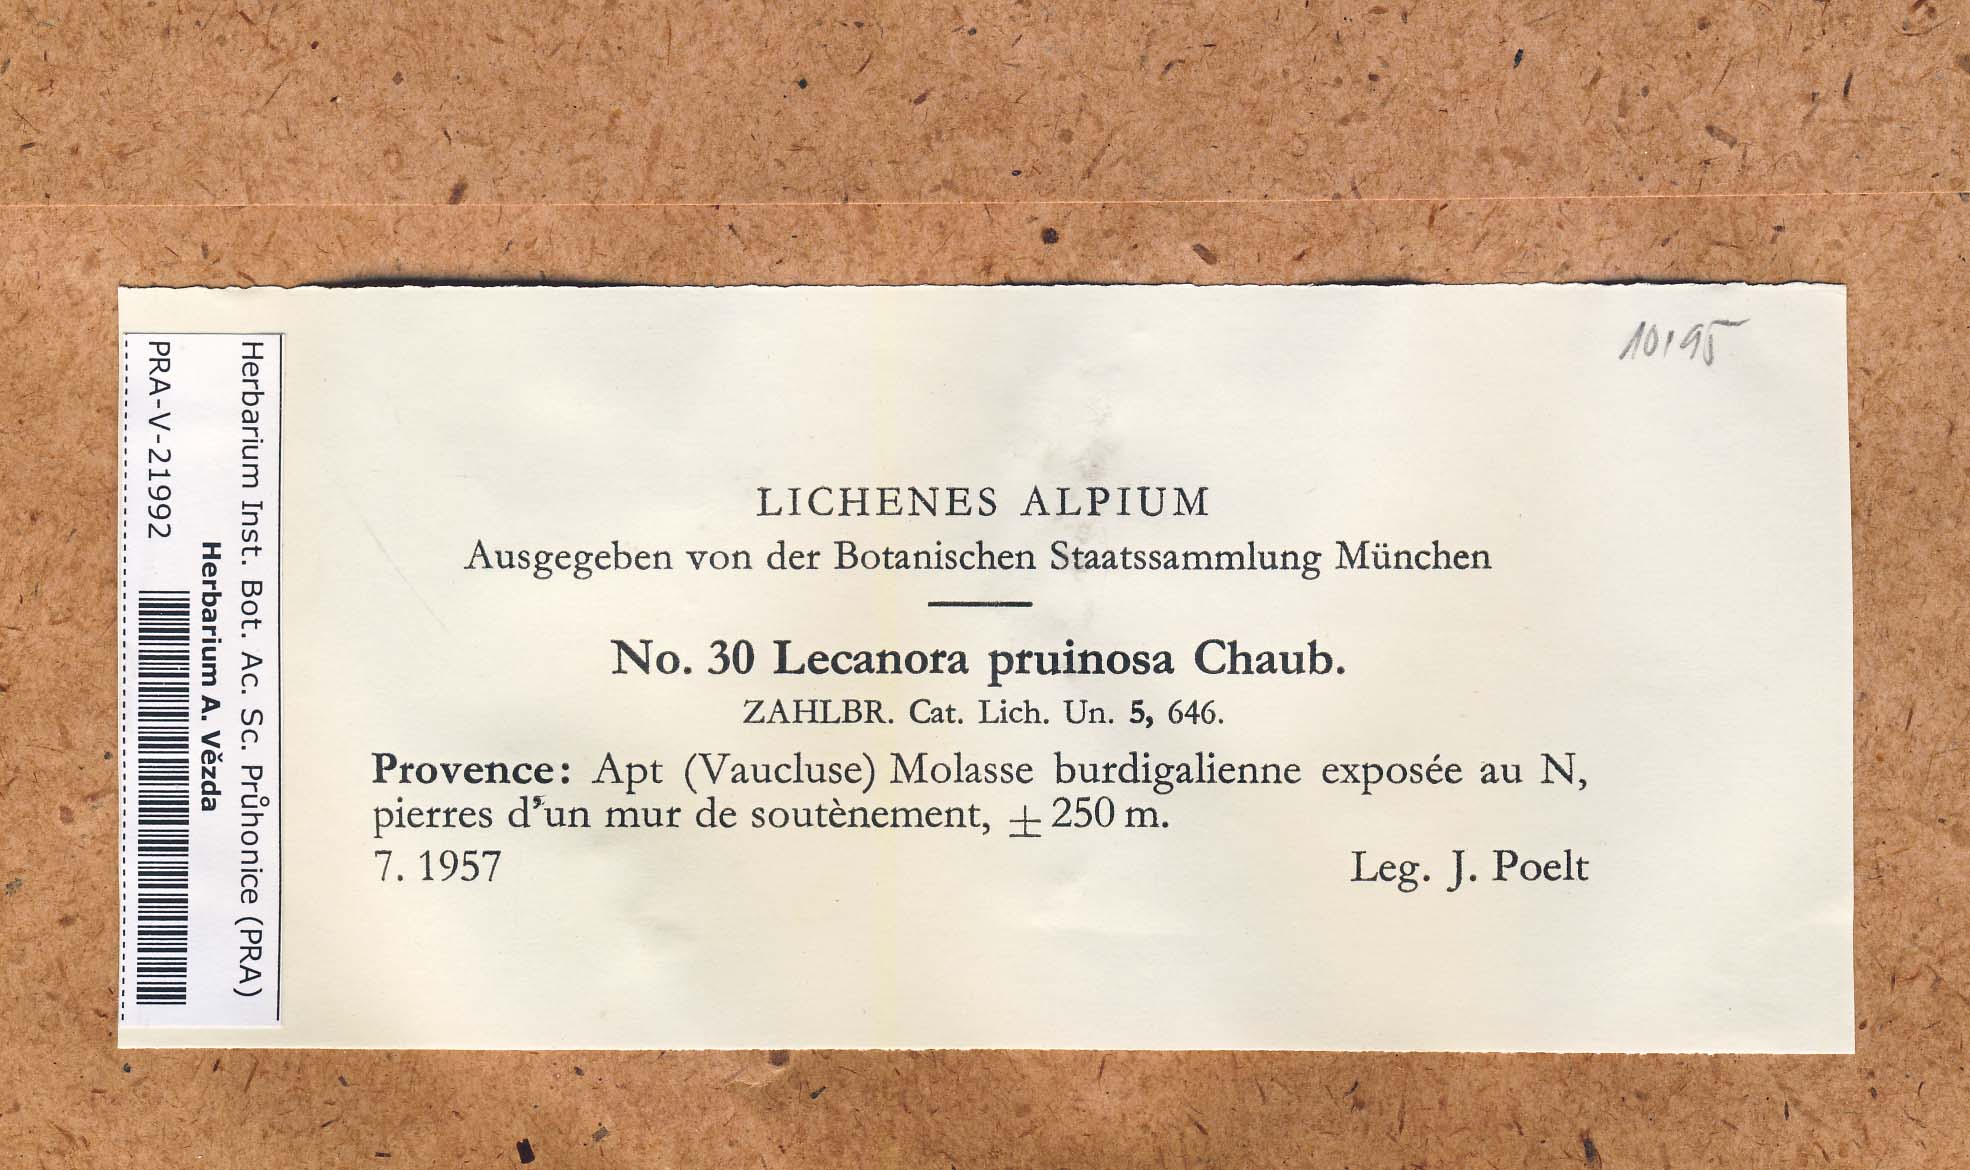 10195
LICHENES ALPIUM
Ausgegeben von der Botanischen Staatssammlung München
No. 30 Lecanora pruinosa Chaub.
ZAHLBR. Cat. Lich. Un. 5, 646.
Provence: Apt (Vaucluse) Molasse burdigalienne exposée au N,
pierres d'un mur de soutènement, ± 250 m.
7. 1957 Leg. J. Poelt
Herbarium Inst. Bot. Ac. Sc. Průhonice (PRA)
Herbarium A. Vězda
PRA-V-21992